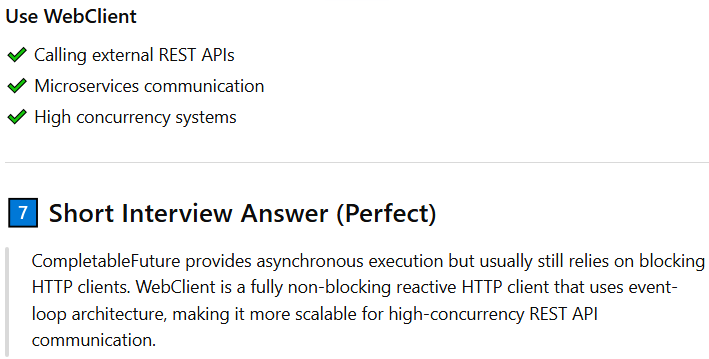 Use WebClient
✔ Calling external REST APIs
✔ Microservices communication
✔ High concurrency systems
7 Short Interview Answer (Perfect)
CompletableFuture provides asynchronous execution but usually still relies on blocking
HTTP clients. WebClient is a fully non-blocking reactive HTTP client that uses event-
loop architecture, making it more scalable for high-concurrency REST API
communication.